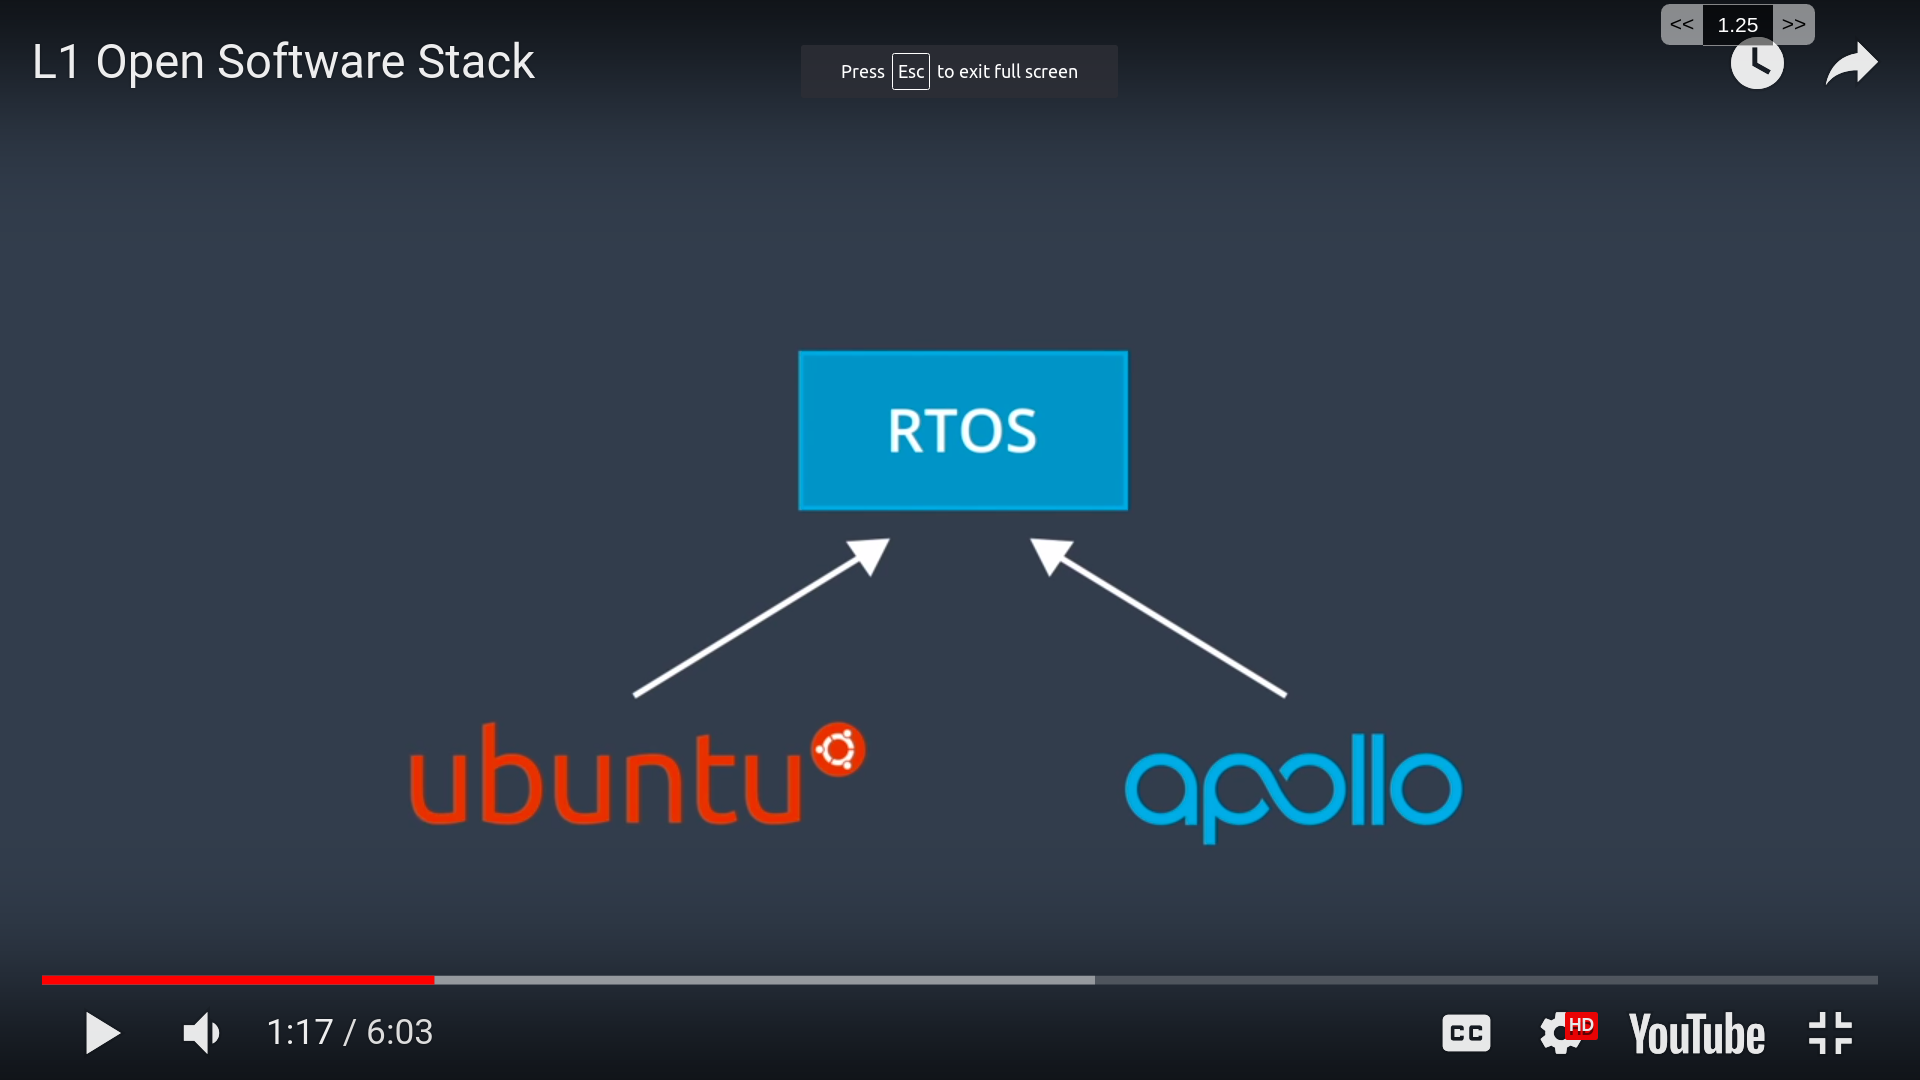 << 1.25 >>
L1 Open Software Stack
Press Esc to exit full screen
RTOS
ubuntu
apollo
1:17 / 6:03
CC
HD
YouTube